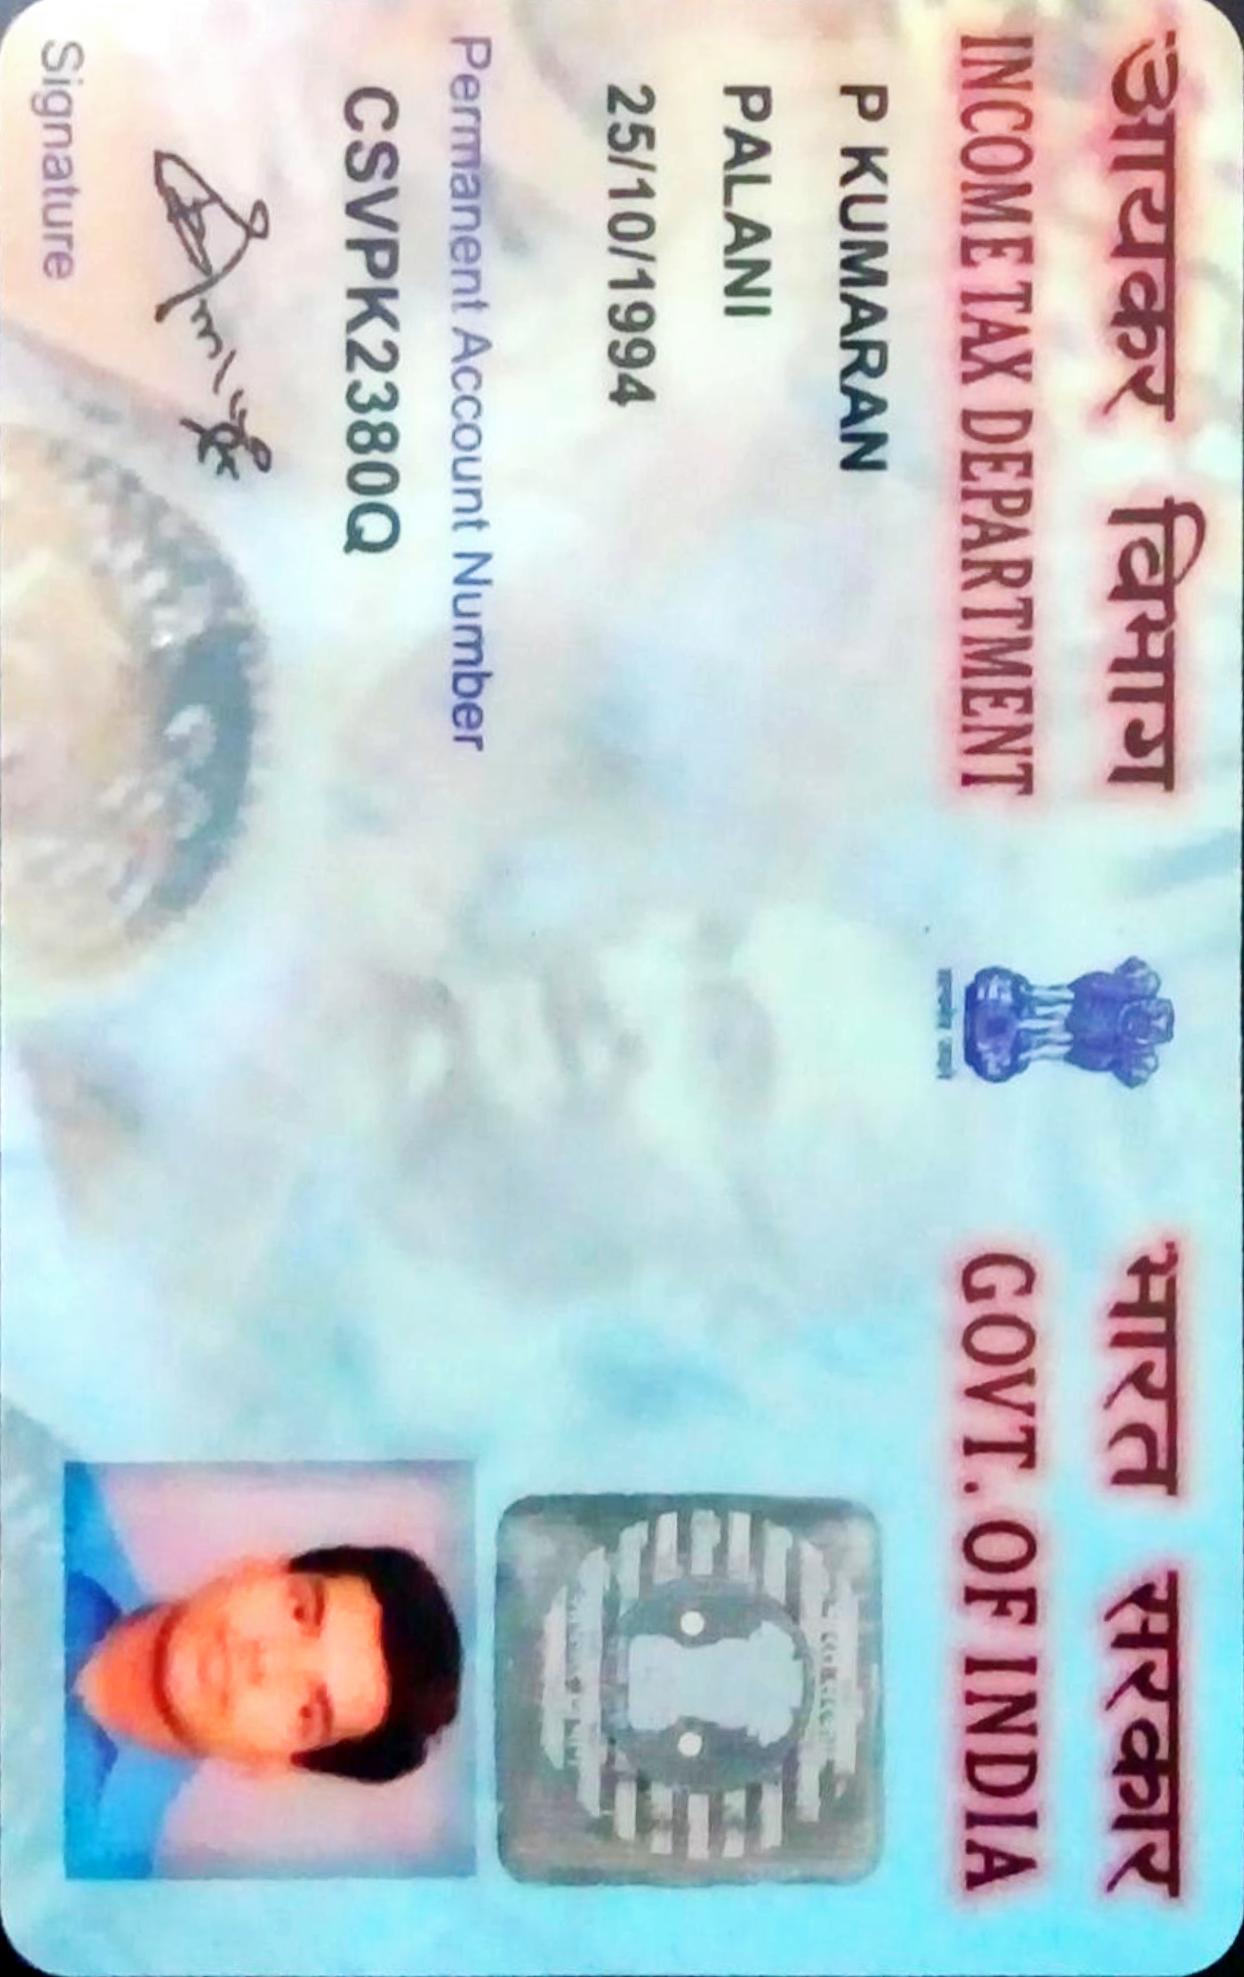 आयकर विभाग
INCOME TAX DEPARTMENT
भारत सरकार
GOVT. OF INDIA
P KUMARAN
PALANI
25/10/1994
Permanent Account Number
CSVPK2380Q
Signature